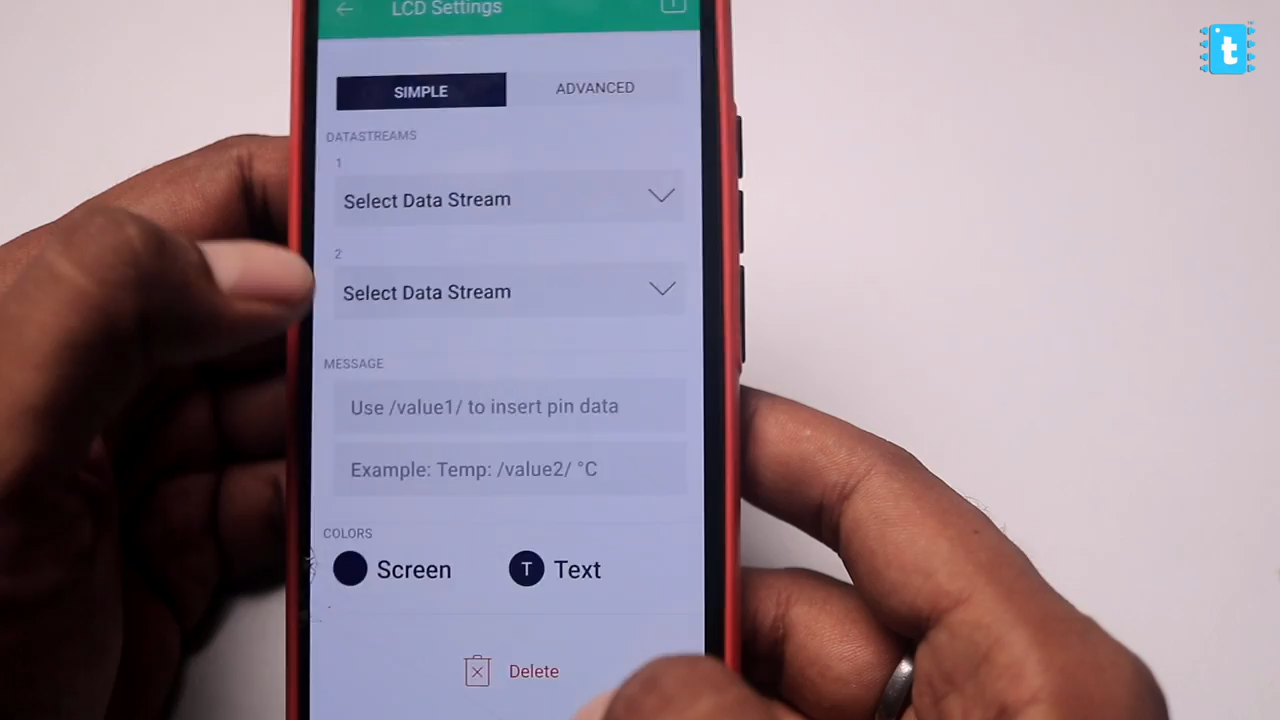 LCD Settings
SIMPLE
ADVANCED
DATASTREAMS
1
Select Data Stream
2
Select Data Stream
MESSAGE
Use /value1/ to insert pin data
Example: Temp: /value2/ °C
COLORS
Screen
T Text
Delete
t